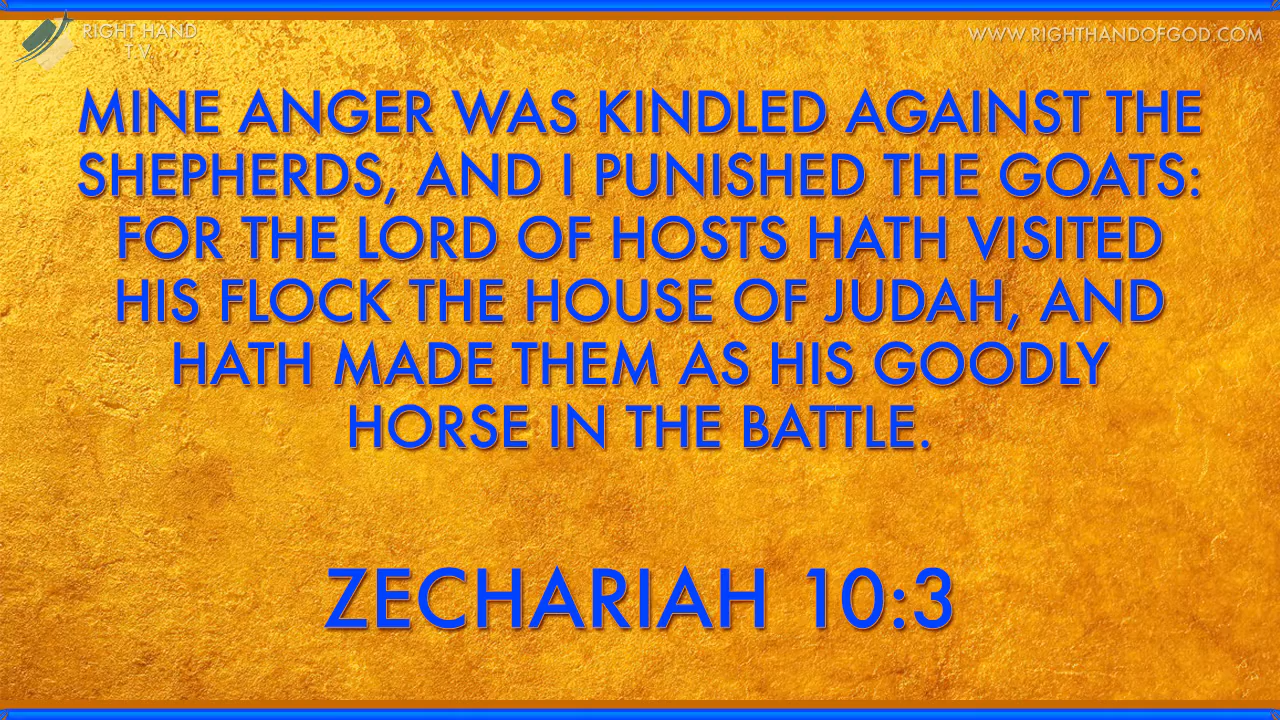 RIGHT HAND
TV
WWW.RIGHTHANDOFGOD.COM
MINE ANGER WAS KINDLED AGAINST THE
SHEPHERDS, AND I PUNISHED THE GOATS:
FOR THE LORD OF HOSTS HATH VISITED
HIS FLOCK THE HOUSE OF JUDAH, AND
HATH MADE THEM AS HIS GOODLY
HORSE IN THE BATTLE.
ZECHARIAH 10:3